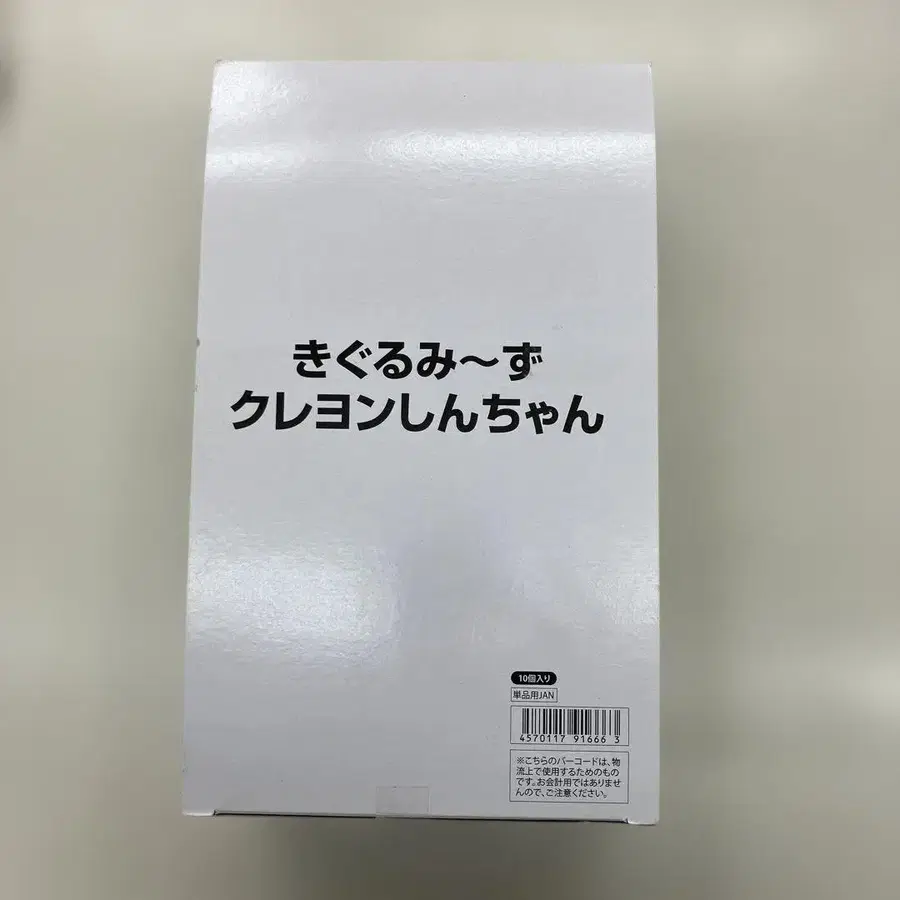 きぐるみ〜ず
クレヨンしんちゃん
10個入り
単品用JAN
4570117 91666 3
※こちらのバーコードは、物
流上で使用するためのもの
です。お会計用ではありませ
んので、ご注意ください。